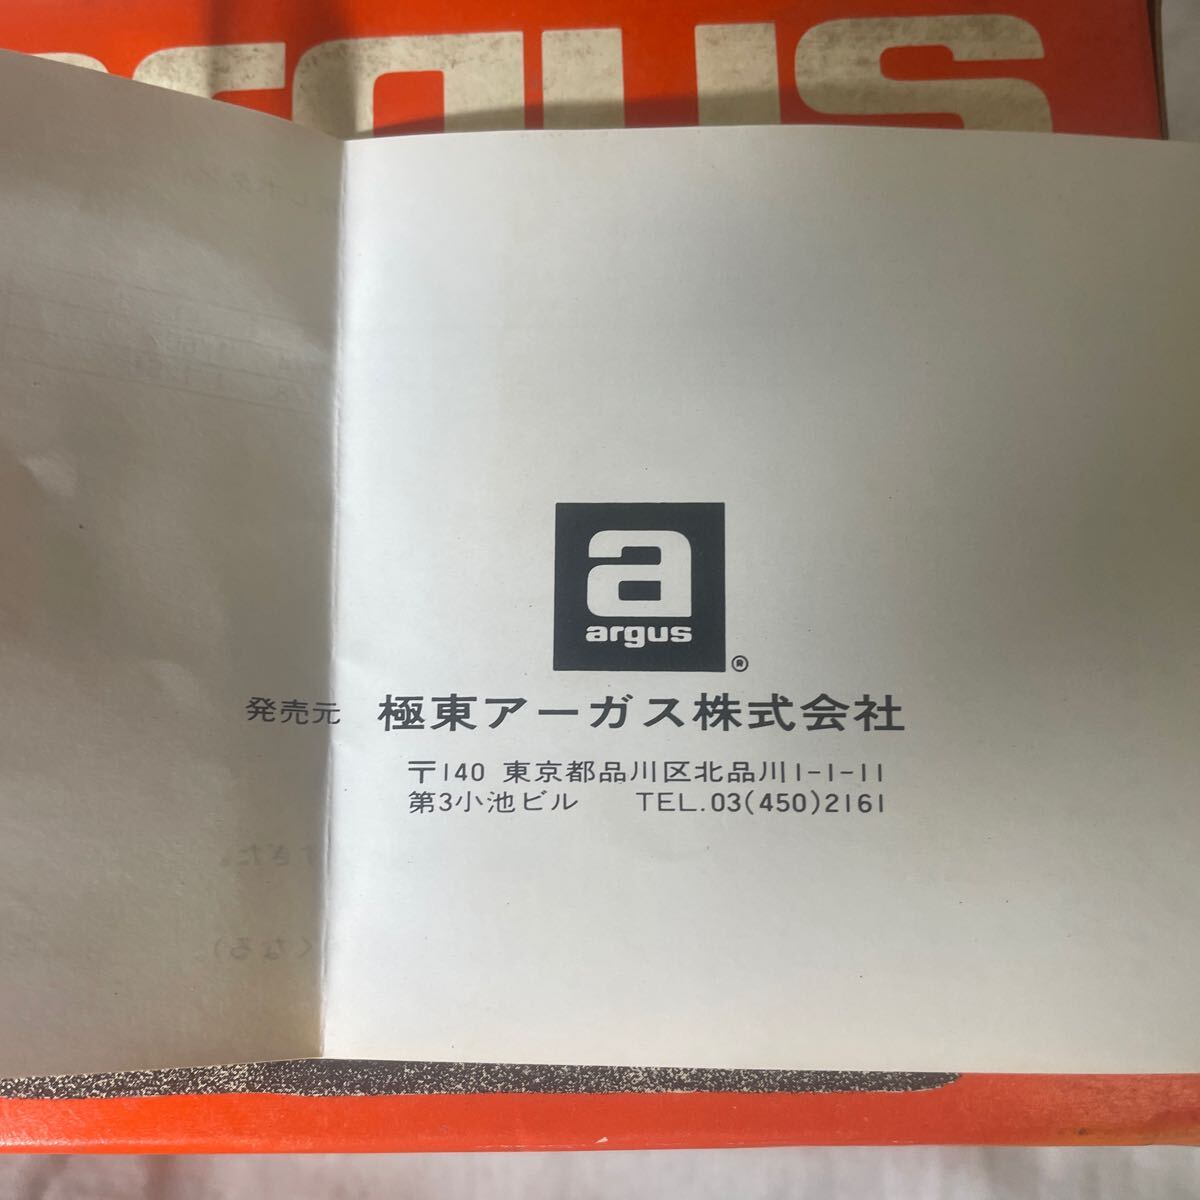 argus
a
argus
®
発売元 極東アーガス株式会社
〒140 東京都品川区北品川1-1-11
第3小池ビル TEL.03(450)2161